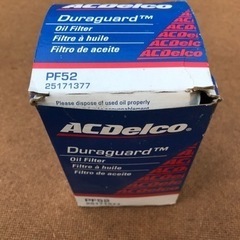 ACDelco
Duraguard™
Oil Filter
Filtre à huile
Filtro de aceite
PF52
25171377
Please dispose of used oil properly
ACDelco
Duraguard™
Oil Filter
Filtre à huile
Filtro de aceite
PF52
25171377